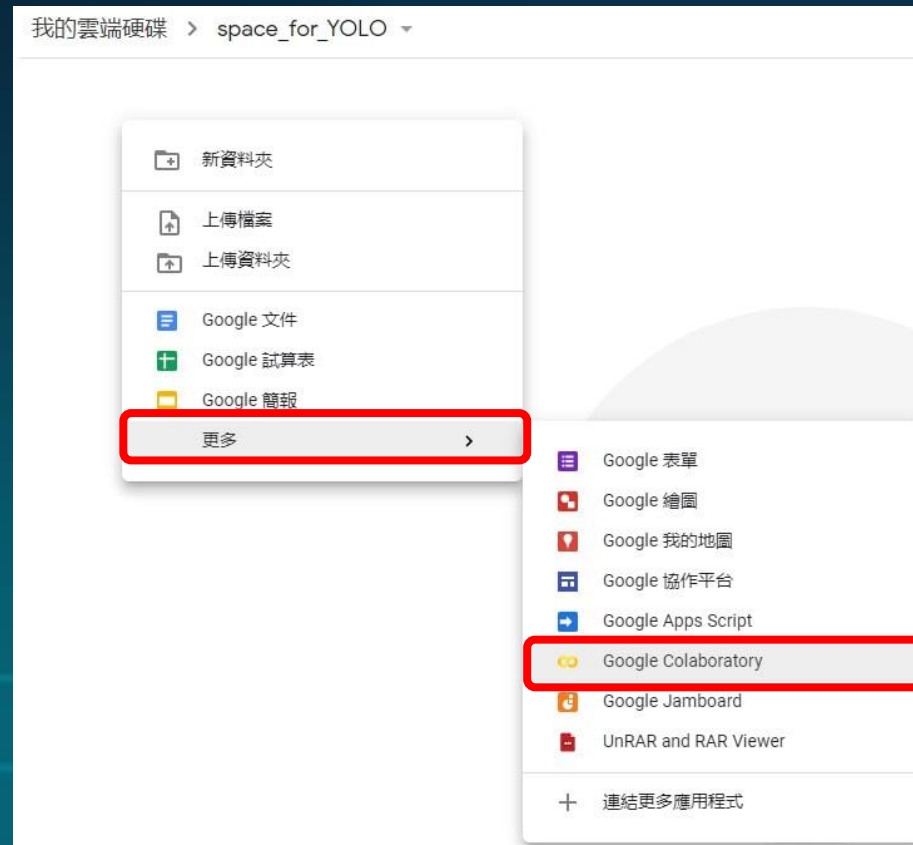 我的雲端硬碟 > space_for_YOLO
新資料夾
上傳檔案
上傳資料夾
Google 文件
Google 試算表
Google 簡報
更多 >
Google 表單
Google 繪圖
Google 我的地圖
Google 協作平台
Google Apps Script
Google Colaboratory
Google Jamboard
UnRAR and RAR Viewer
連結更多應用程式